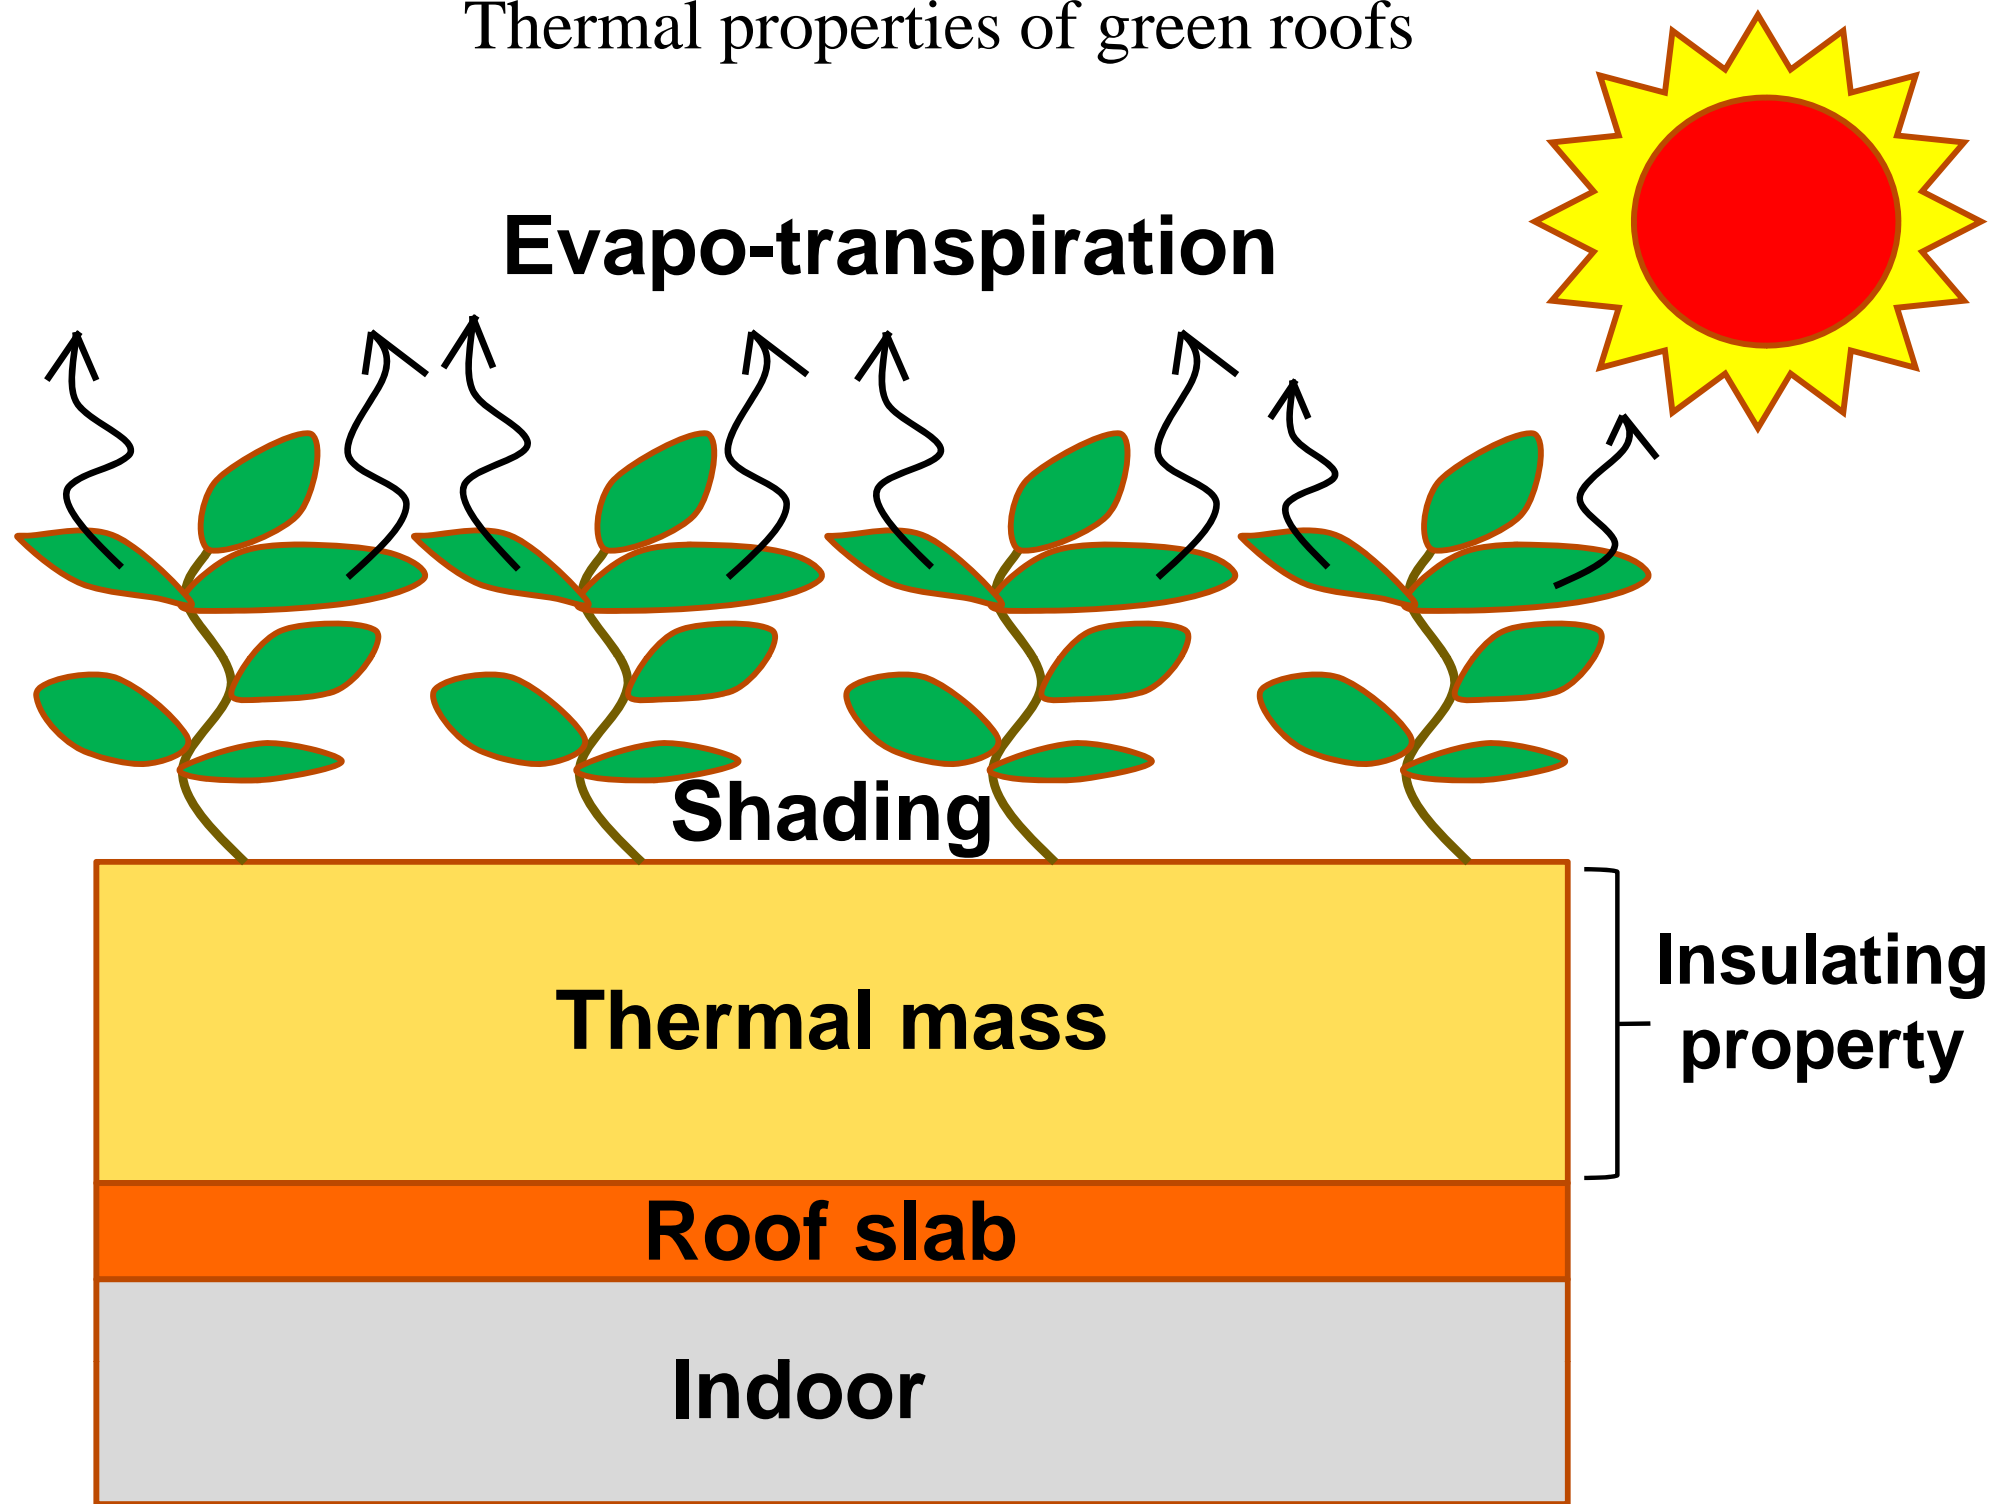 Thermal properties of green roofs
Evapo-transpiration
Shading
Thermal mass
Insulating
property
Roof slab
Indoor